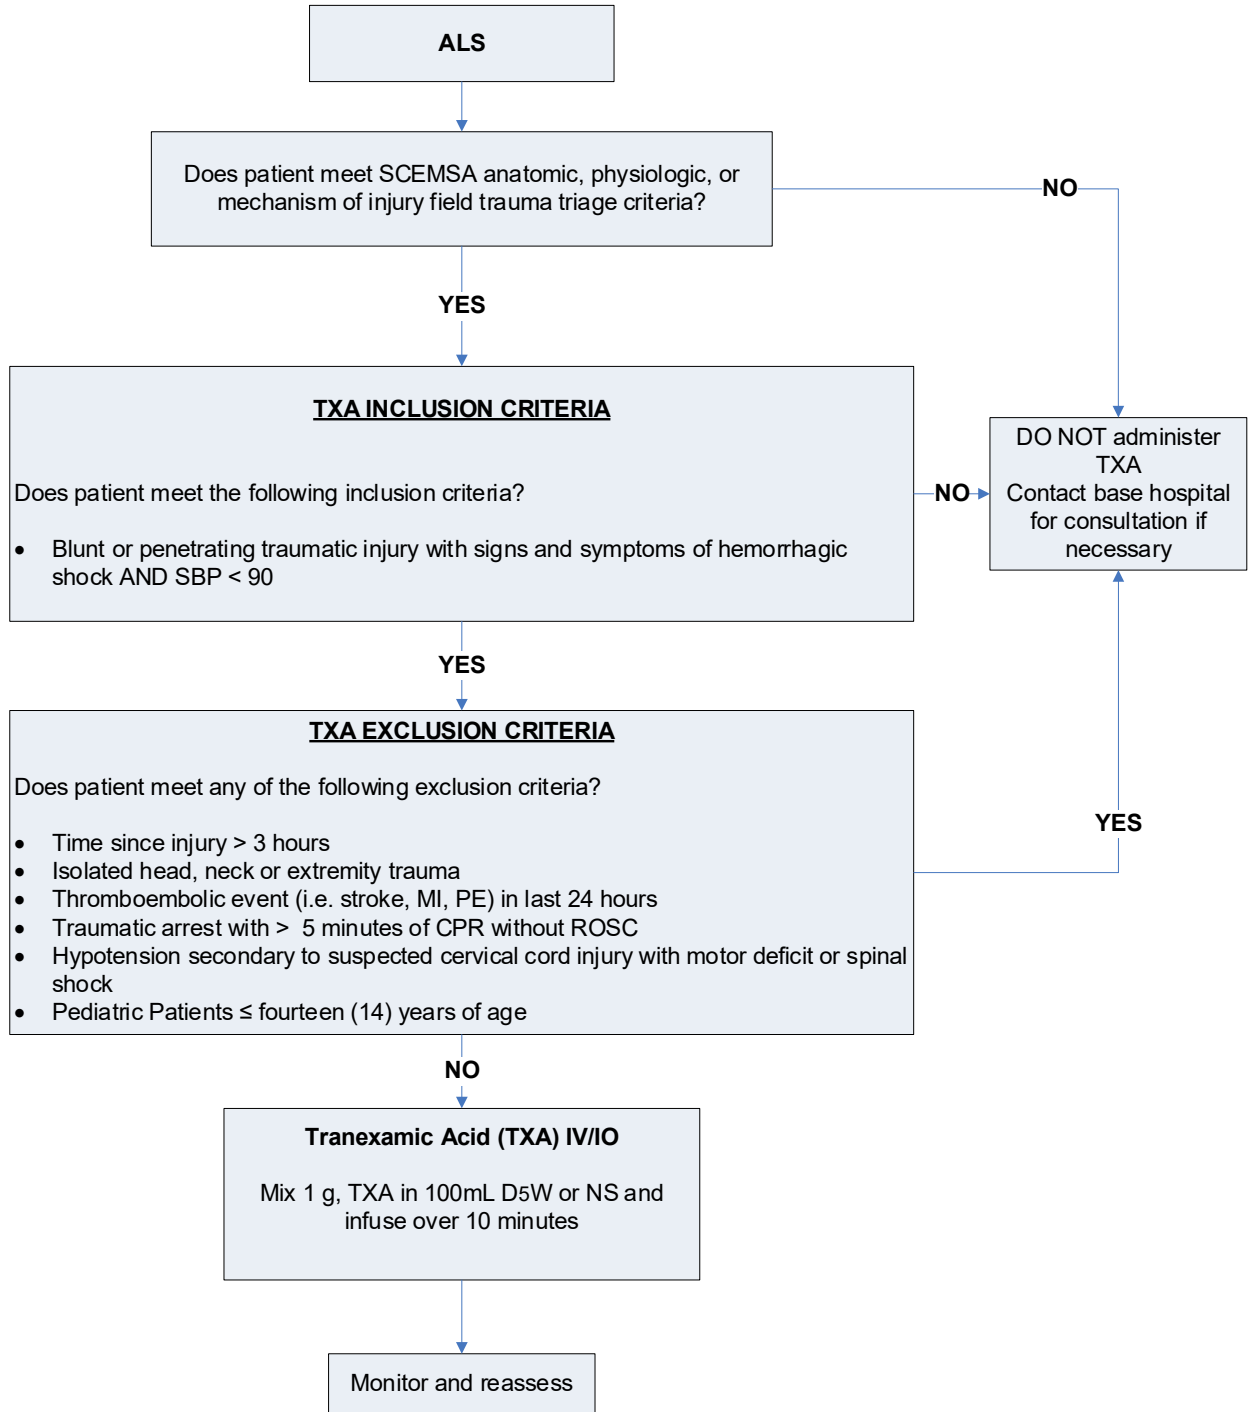 ALS
Does patient meet SCEMSA anatomic, physiologic, or
mechanism of injury field trauma triage criteria?
NO
YES
TXA INCLUSION CRITERIA
Does patient meet the following inclusion criteria?
• Blunt or penetrating traumatic injury with signs and symptoms of hemorrhagic
shock AND SBP < 90
NO
DO NOT administer
TXA
Contact base hospital
for consultation if
necessary
YES
TXA EXCLUSION CRITERIA
Does patient meet any of the following exclusion criteria?
• Time since injury > 3 hours
• Isolated head, neck or extremity trauma
• Thromboembolic event (i.e. stroke, MI, PE) in last 24 hours
• Traumatic arrest with >  5 minutes of CPR without ROSC
• Hypotension secondary to suspected cervical cord injury with motor deficit or spinal
shock
• Pediatric Patients ≤ fourteen (14) years of age
YES
NO
Tranexamic Acid (TXA) IV/IO
Mix 1 g, TXA in 100mL D5W or NS and
infuse over 10 minutes
Monitor and reassess